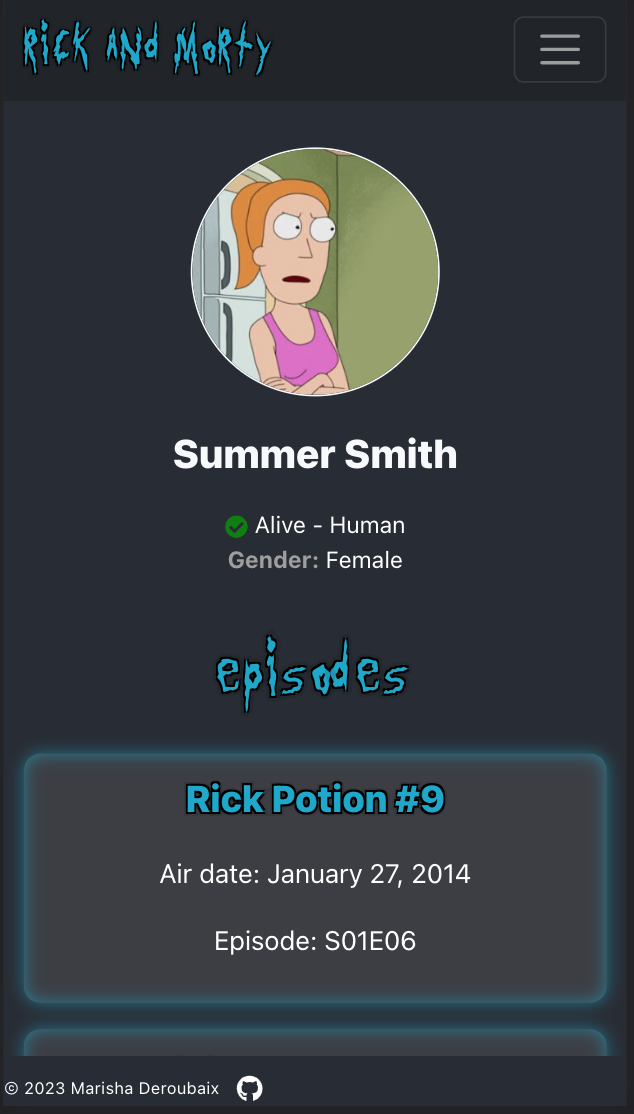 Rick and Morty
Summer Smith
Alive - Human
Gender: Female
episodes
Rick Potion #9
Air date: January 27, 2014
Episode: S01E06
© 2023 Marisha Deroubaix